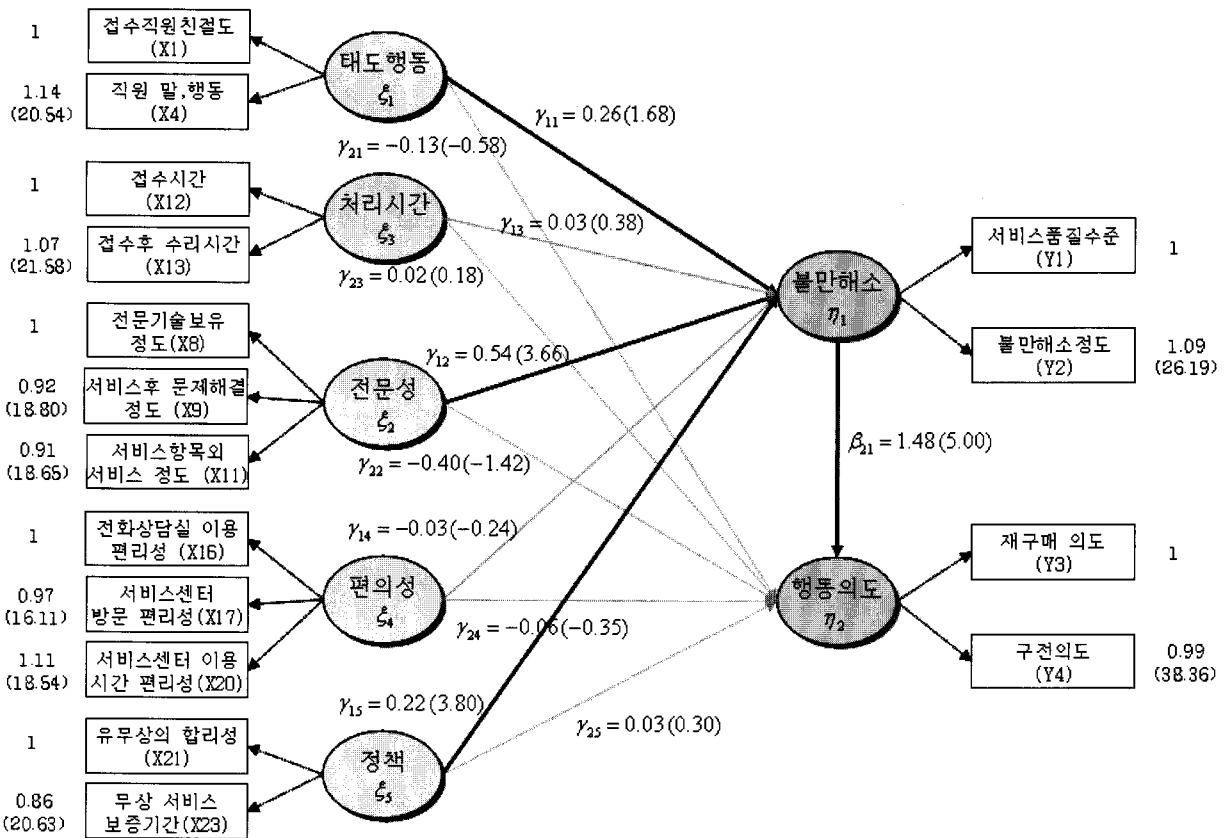 1
접수직원친절도
(X1)
1.14
(20.54)
직원 말,행동
(X4)
태도행동
ξ₁
γ₁₁ = 0.26(1.68)
γ₂₁ = −0.13(−0.58)
1
접수시간
(X12)
1.07
(21.58)
접수후 수리시간
(X13)
처리시간
ξ₃
γ₁₃ = 0.03(0.38)
γ₂₃ = 0.02(0.18)
1
전문기술보유
정도(X8)
0.92
(18.80)
서비스후 문제해결
정도 (X9)
0.91
(18.65)
서비스항목외
서비스 정도 (X11)
전문성
ξ₂
γ₁₂ = 0.54(3.66)
γ₂₂ = −0.40(−1.42)
1
전화상담실 이용
편리성 (X16)
0.97
(16.11)
서비스센터
방문 편리성(X17)
1.11
(18.54)
서비스센터 이용
시간 편리성(X20)
편의성
ξ₄
γ₁₄ = −0.03(−0.24)
γ₂₄ = −0.06(−0.35)
1
유무상의 합리성
(X21)
0.86
(20.63)
무상 서비스
보증기간(X23)
정책
ξ₅
γ₁₅ = 0.22(3.80)
γ₂₅ = 0.03(0.30)
불만해소
η₁
서비스품질수준
(Y1)
1
불만해소정도
(Y2)
1.09
(26.19)
β₂₁ = 1.48(5.00)
행동의도
η₂
재구매 의도
(Y3)
1
구전의도
(Y4)
0.99
(38.36)